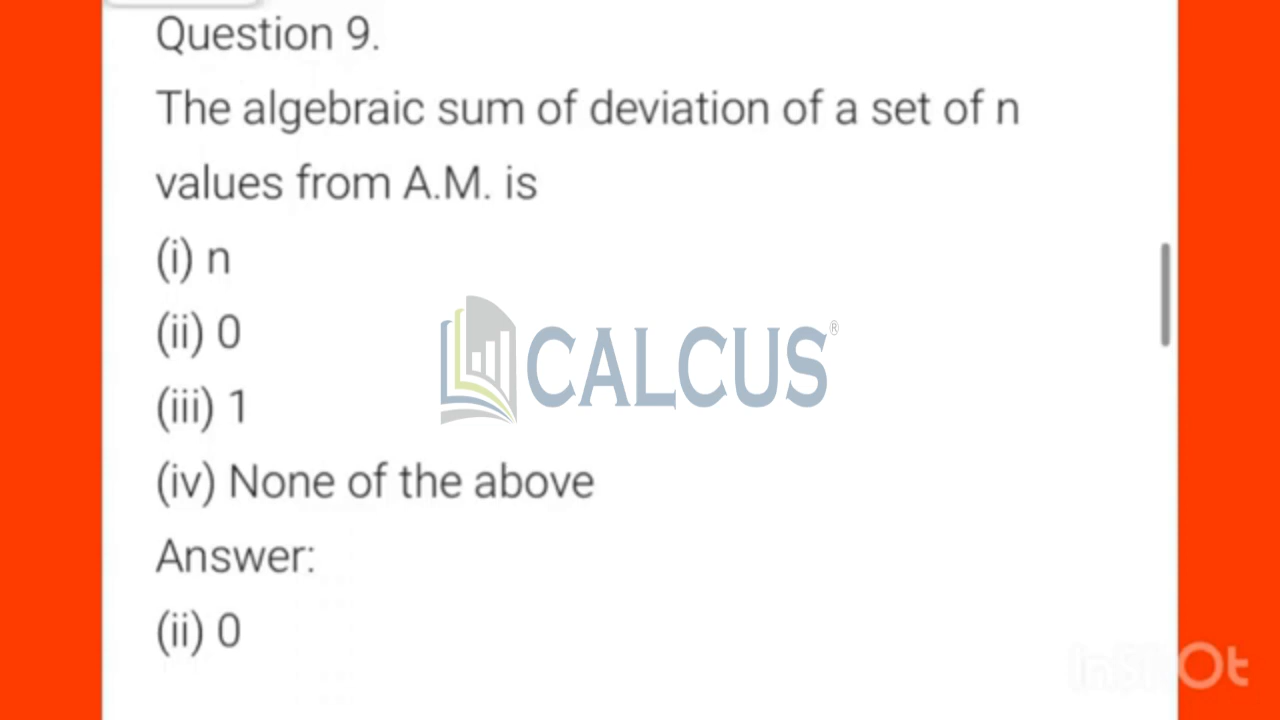 Question 9.
The algebraic sum of deviation of a set of n
values from A.M. is
(i) n
(ii) 0
CALCUS®
(iii) 1
(iv) None of the above
Answer:
(ii) 0
InShOt